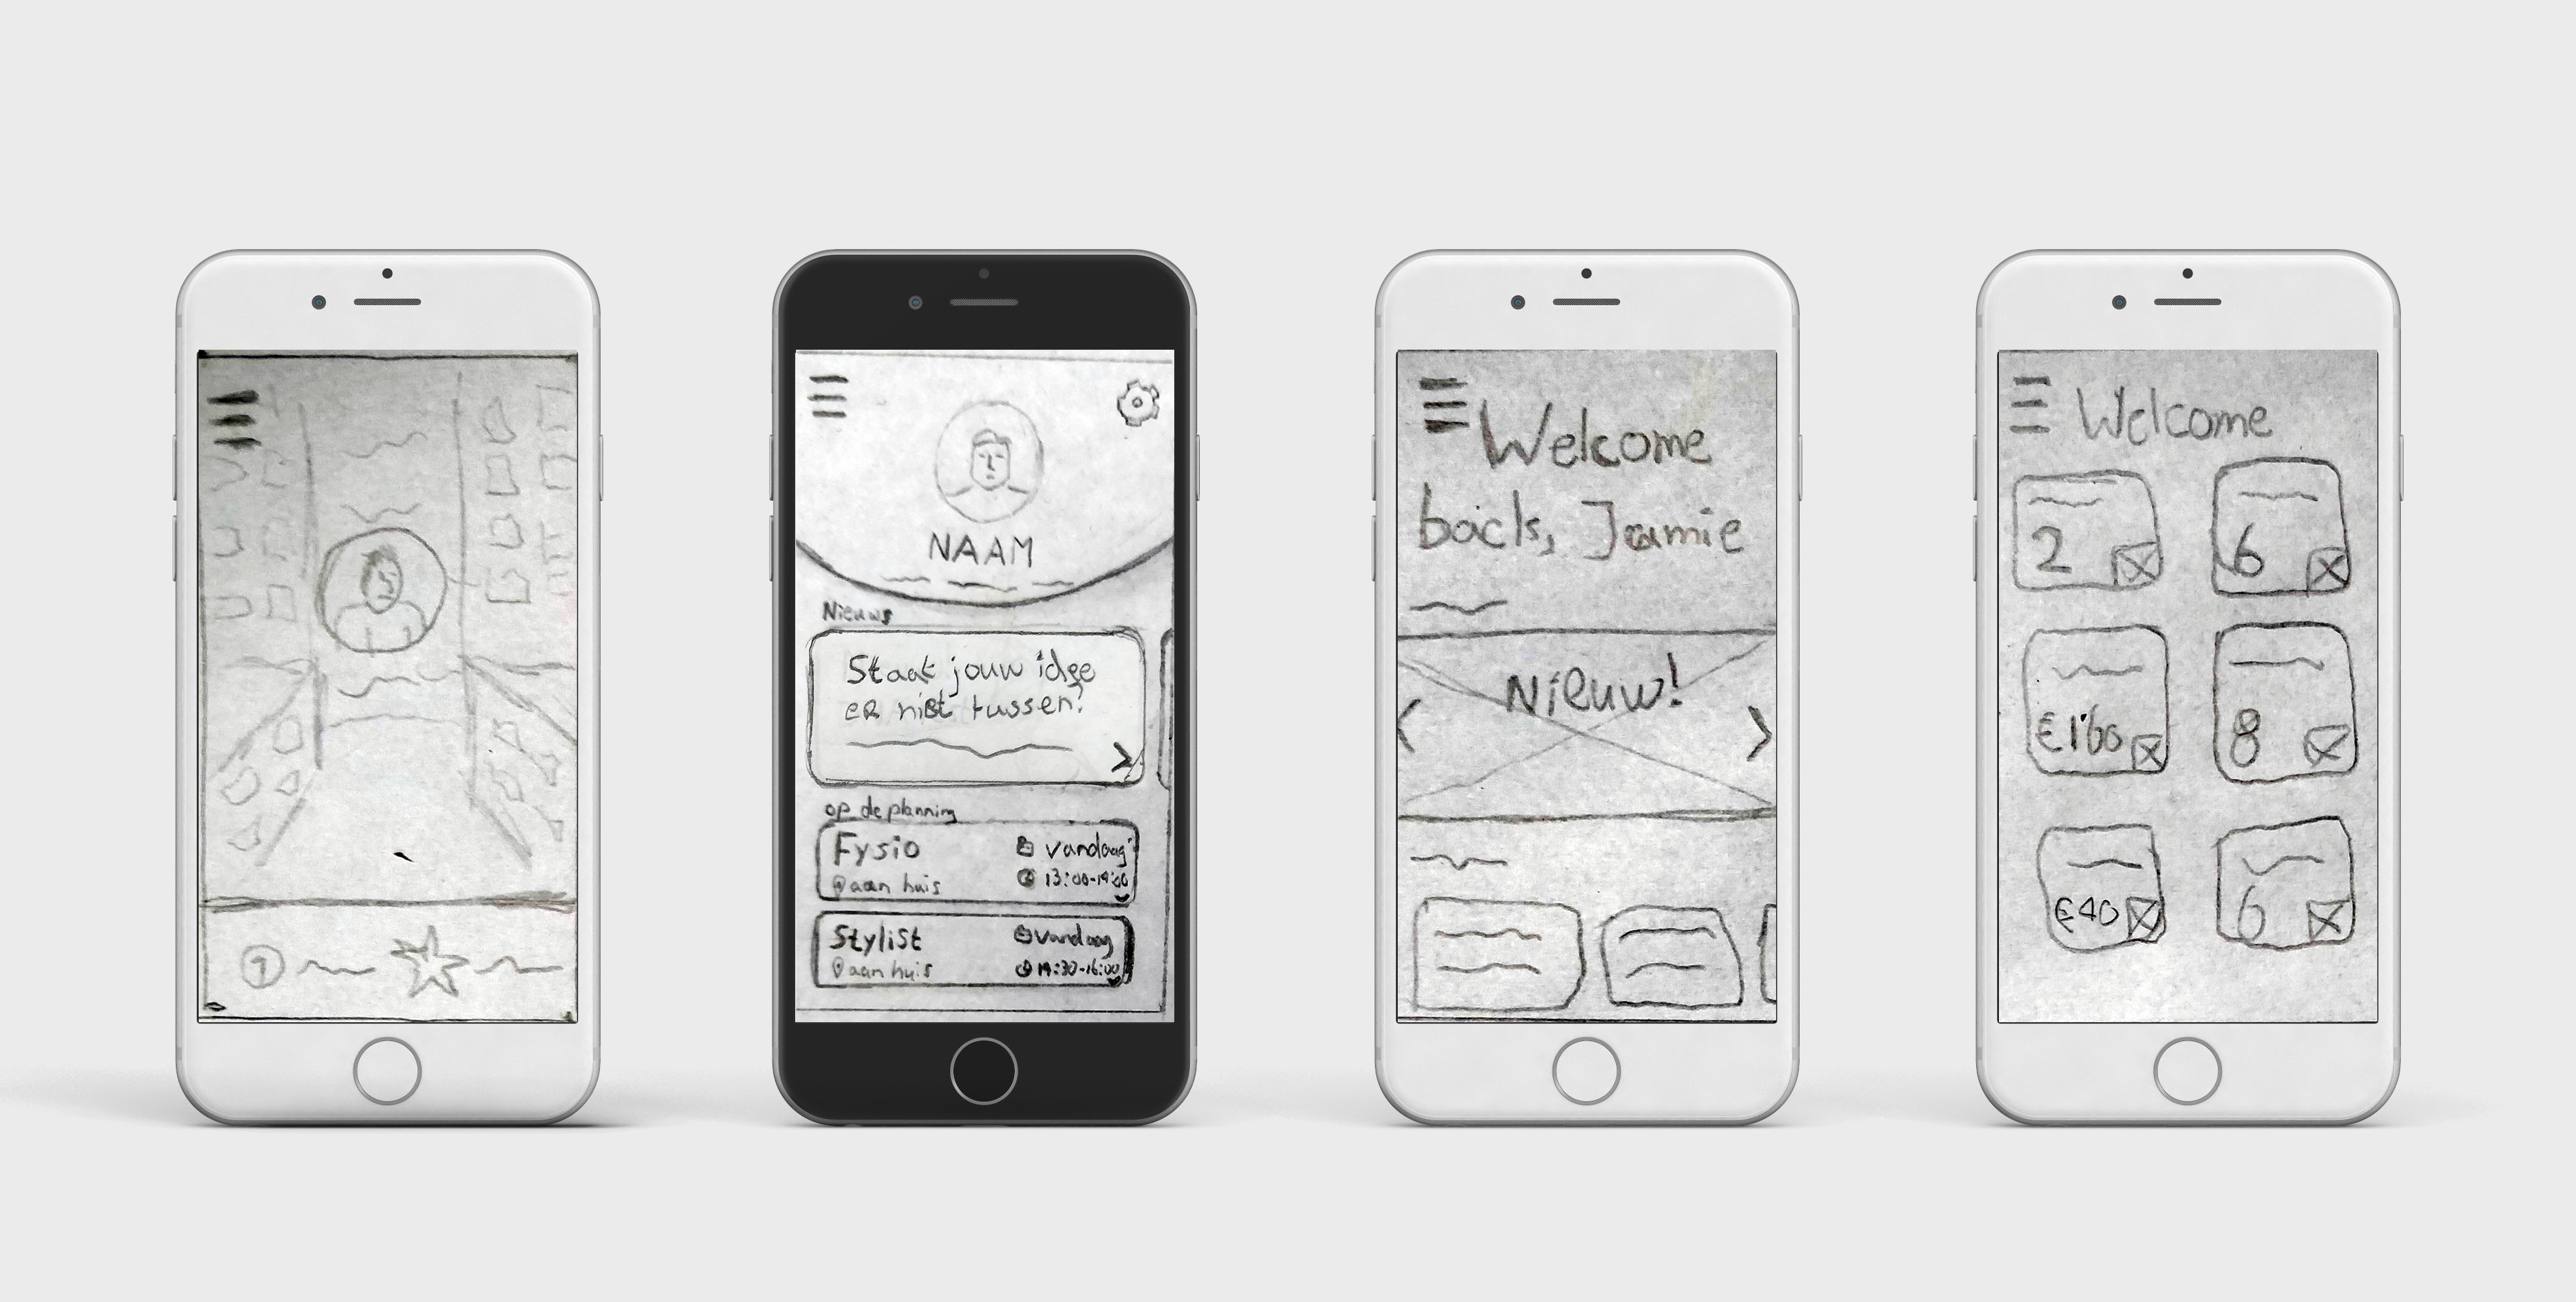 NAAM
Nieuws
Staat jouw idee
er niet tussen?
op de planning
Fysio
vandaag
aan huis
13:00-14:00
Stylist
vandaag
aan huis
14:30-16:00
Welcome
back, Jamie
Nieuw!
Welcome
2
6
€160
8
€40
6